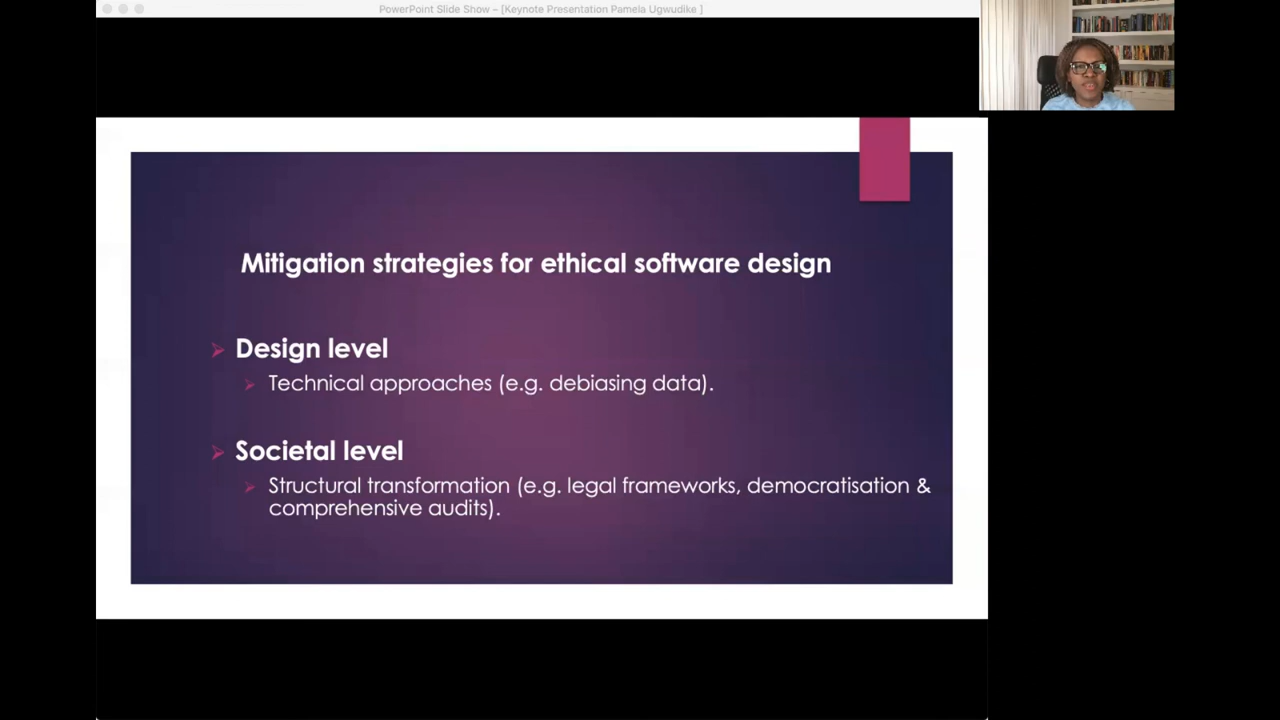 PowerPoint Slide Show – [Keynote Presentation Pamela Ugwudike ]
Mitigation strategies for ethical software design
Design level
Technical approaches (e.g. debiasing data).
Societal level
Structural transformation (e.g. legal frameworks, democratisation &
comprehensive audits).